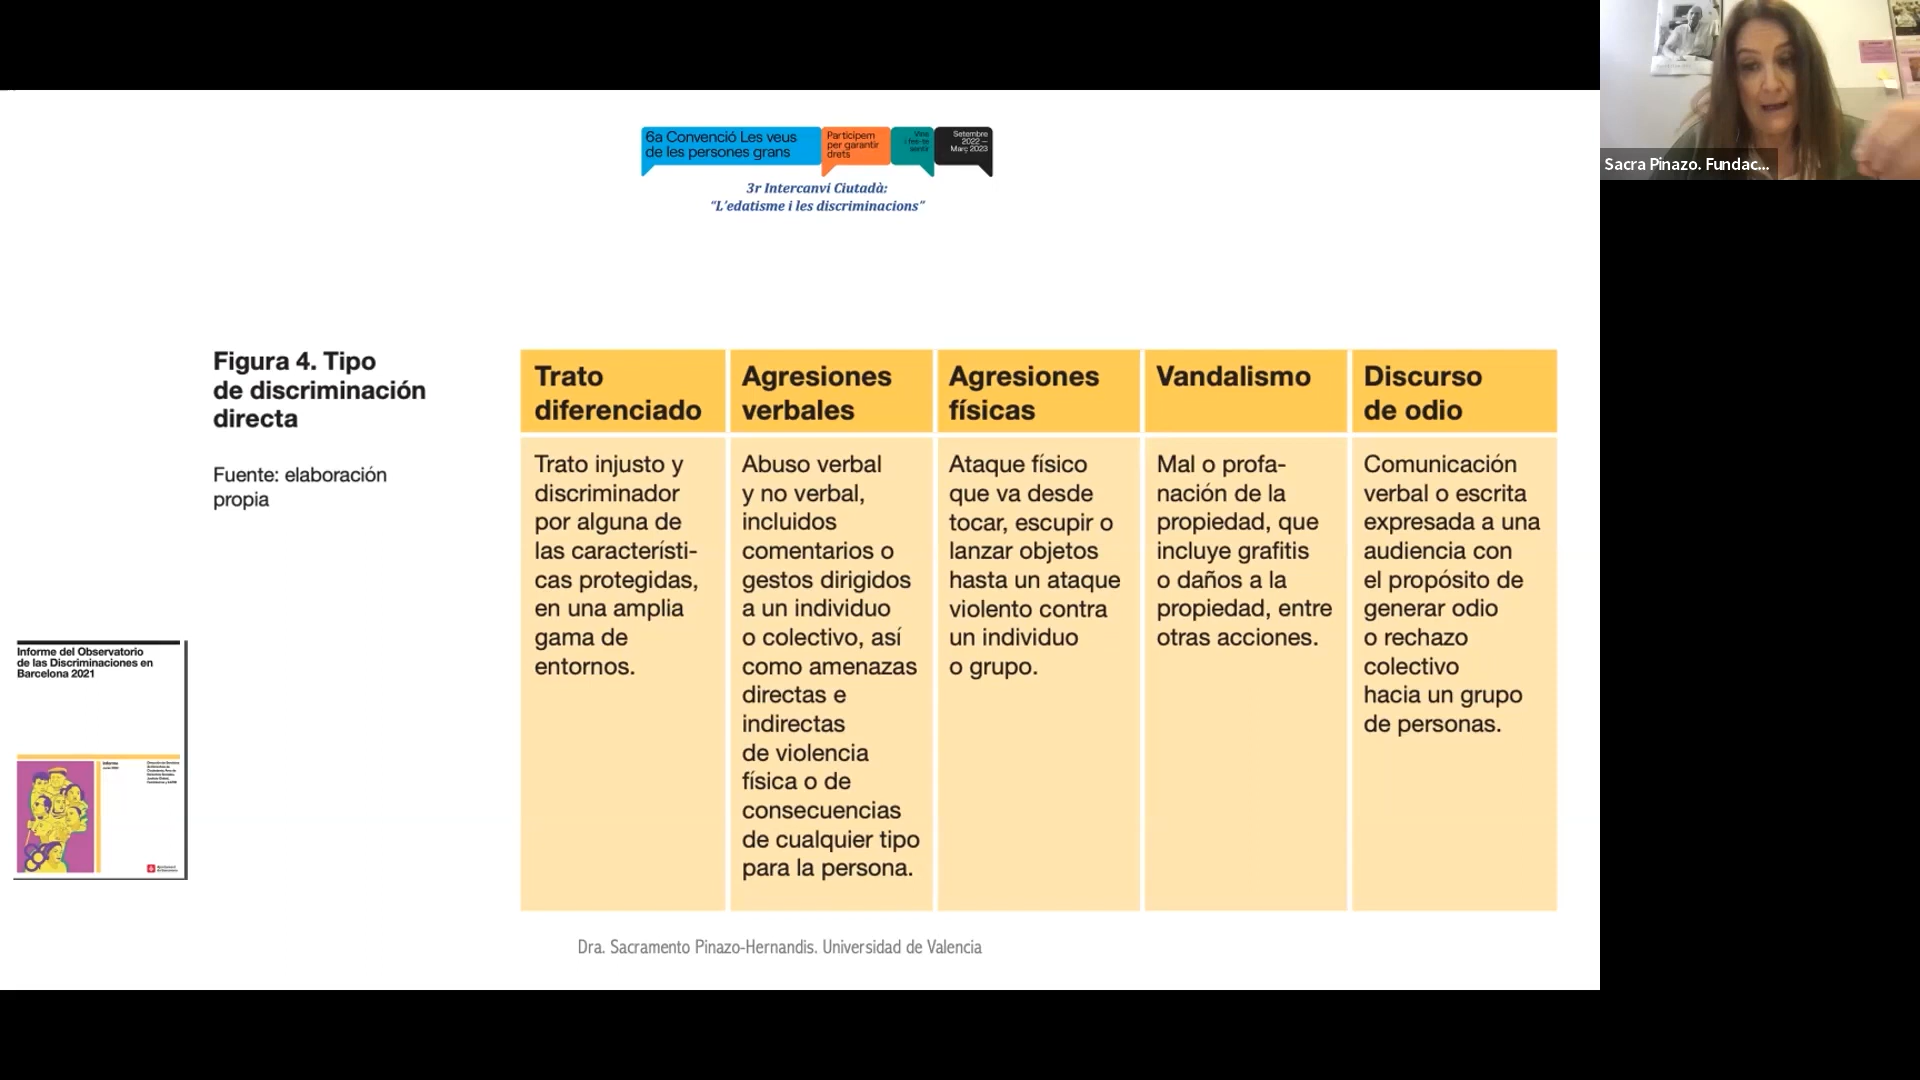 6a Convenció Les veus
de les persones grans
Participem
per garantir
drets
Vine
i fes-te
sentir
Setembre
2022 —
Març 2023
3r Intercanvi Ciutadà:
“L’edatisme i les discriminacions”
Sacra Pinazo. Fundac...
Figura 4. Tipo
de discriminación
directa
Fuente: elaboración
propia
Trato
diferenciado
Trato injusto y
discriminador
por alguna de
las característi-
cas protegidas,
en una amplia
gama de
entornos.
Agresiones
verbales
Abuso verbal
y no verbal,
incluidos
comentarios o
gestos dirigidos
a un individuo
o colectivo, así
como amenazas
directas e
indirectas
de violencia
física o de
consecuencias
de cualquier tipo
para la persona.
Agresiones
físicas
Ataque físico
que va desde
tocar, escupir o
lanzar objetos
hasta un ataque
violento contra
un individuo
o grupo.
Vandalismo
Mal o profa-
nación de la
propiedad, que
incluye grafitis
o daños a la
propiedad, entre
otras acciones.
Discurso
de odio
Comunicación
verbal o escrita
expresada a una
audiencia con
el propósito de
generar odio
o rechazo
colectivo
hacia un grupo
de personas.
Informe del Observatorio
de las Discriminaciones en
Barcelona 2021
Informe
Dra. Sacramento Pinazo-Hernandis. Universidad de Valencia